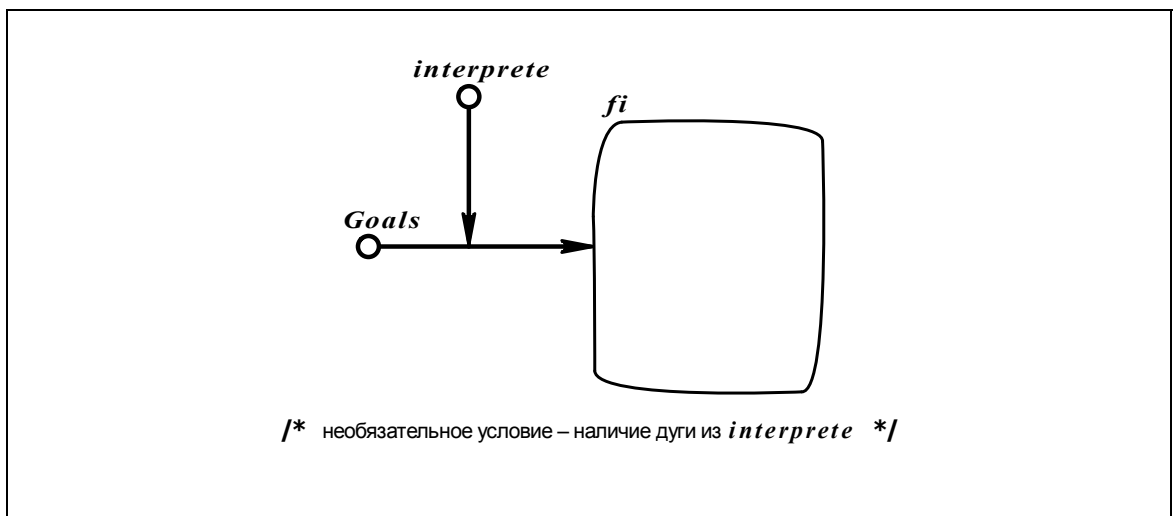 interprete
fi
Goals
/* необязательное условие – наличие дуги из interprete */